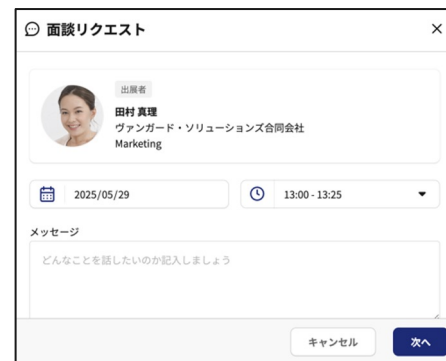 面談リクエスト
出展者
田村 真理
ヴァンガード・ソリューションズ合同会社
Marketing
2025/05/29
13:00 - 13:25
メッセージ
どんなことを話したいのか記入しましょう
キャンセル
次へ